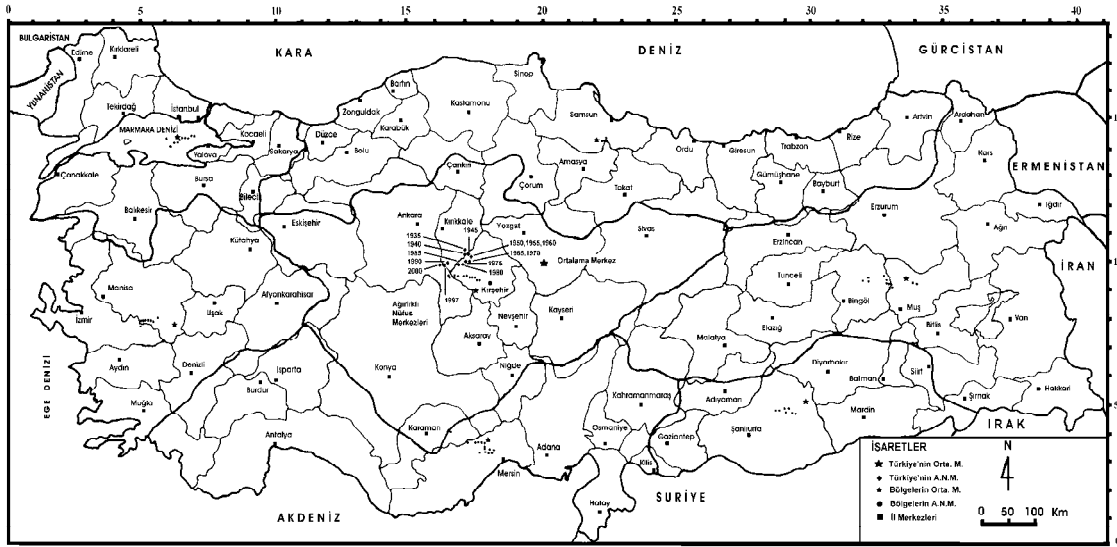 0 5 10 15 20 25 30 35 40
BULGARİSTAN
KARA
DENİZ
GÜRCİSTAN
YUNANİSTAN
Edirne
Kırklareli
Tekirdağ
İstanbul
MARMARA DENİZİ
Kocaeli
Yalova
Sakarya
Düzce
Bolu
Zonguldak
Bartın
Karabük
Kastamonu
Sinop
Samsun
Çankırı
Çorum
Amasya
Tokat
Ordu
Giresun
Trabzon
Rize
Artvin
Ardahan
Kars
ERMENİSTAN
Gümüşhane
Bayburt
Erzurum
Iğdır
Ağrı
İRAN
Çanakkale
Bursa
Bilecik
Balıkesir
Eskişehir
Kütahya
Ankara
Kırıkkale
Yozgat
Sivas
Erzincan
1935
1940
1985
1990
2000
1945
1950,1955,1960
1965,1970
1975
1980
1997
Ortalama Merkez
Ağırlıklı
Nüfus
Merkezleri
Kırşehir
Nevşehir
Kayseri
Aksaray
Niğde
Tunceli
Bingöl
Muş
Bitlis
Van
Elazığ
Malatya
Manisa
İzmir
Uşak
Afyonkarahisar
EGE DENİZİ
Aydın
Denizli
Muğla
Isparta
Burdur
Antalya
Konya
Karaman
Mersin
Adana
Kahramanmaraş
Osmaniye
Gaziantep
Kilis
Hatay
Adıyaman
Şanlıurfa
Diyarbakır
Batman
Mardin
Siirt
Şırnak
Hakkari
IRAK
SURİYE
AKDENİZ
İŞARETLER
N
Türkiye'nin Orta. M.
Türkiye'nin A.N.M.
Bölgelerin Orta. M.
Bölgelerin A.N.M.
İl Merkezleri
0 50 100 Km